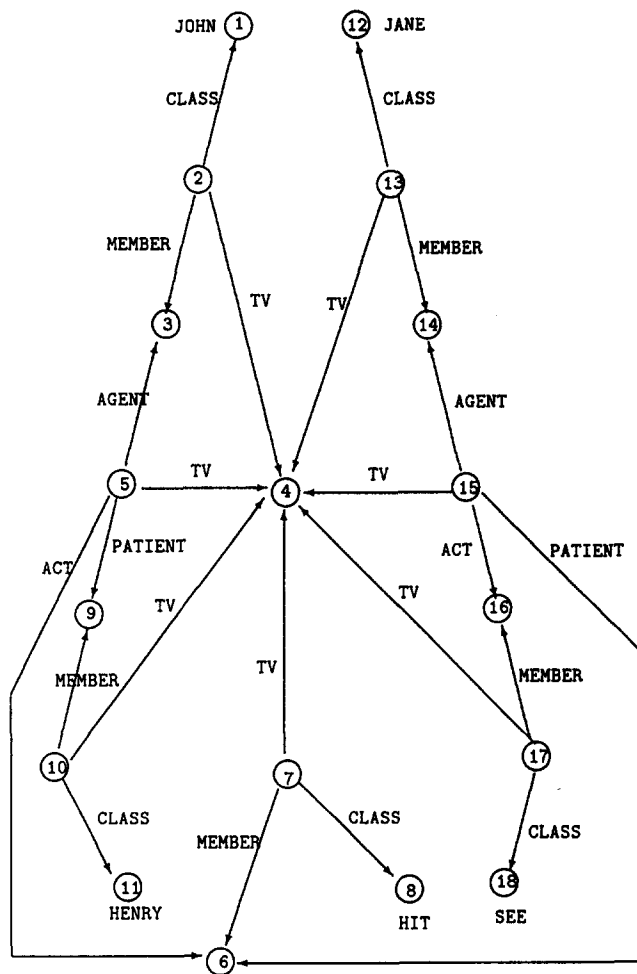 JOHN 1 12 JANE
CLASS CLASS
2 13
MEMBER MEMBER
TV TV
3 14
AGENT AGENT
5 TV 4 TV 15
ACT PATIENT ACT PATIENT
9 TV TV 16
MEMBER TV MEMBER
10 7 17
CLASS MEMBER CLASS CLASS
11 8 18
HENRY HIT SEE
6